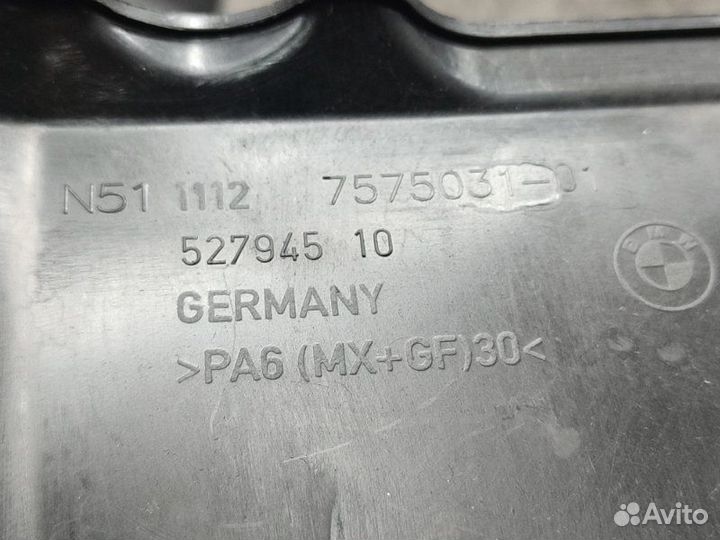 N51 1112 7575031-01
BMW
527945 10
GERMANY
>PA6 (MX+GF)30<
Avito